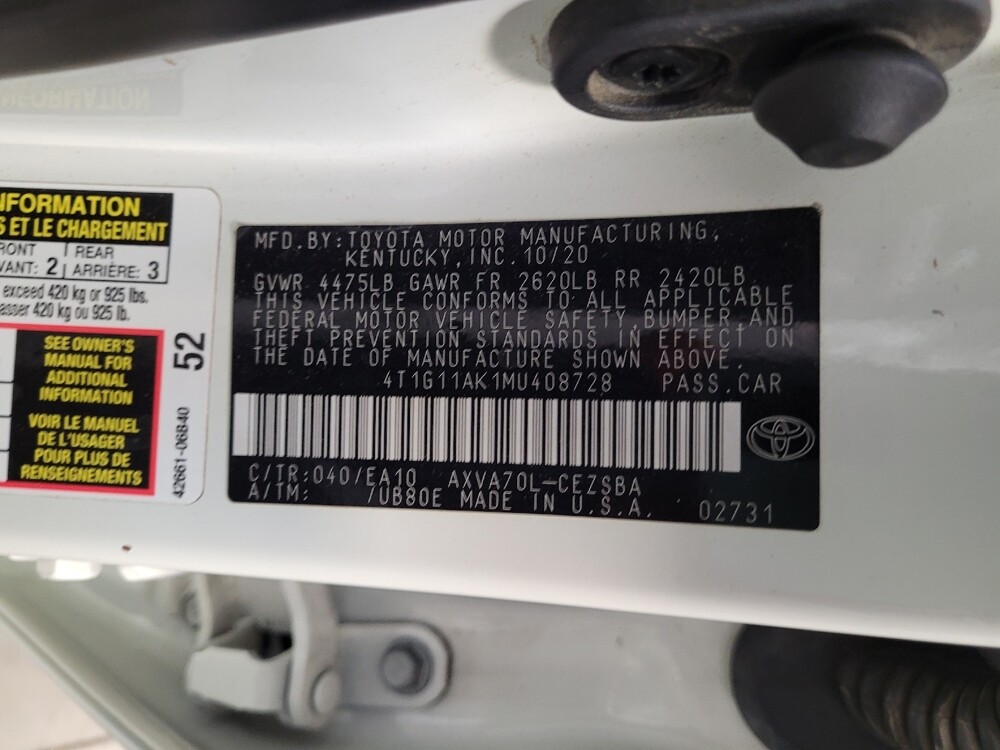 NFORMATION
S ET LE CHARGEMENT
RONT REAR
VANT: 2 ARRIÈRE: 3
exceed 420 kg or 925 lbs.
asser 420 kg ou 925 lb.
SEE OWNER'S
MANUAL FOR
ADDITIONAL
INFORMATION
VOIR LE MANUEL
DE L'USAGER
POUR PLUS DE
RENSEIGNEMENTS
52
42661-06840
MFD.BY:TOYOTA MOTOR MANUFACTURING,
KENTUCKY,INC.10/20
GVWR 4475LB GAWR FR 2620LB RR 2420LB
THIS VEHICLE CONFORMS TO ALL APPLICABLE
FEDERAL MOTOR VEHICLE SAFETY,BUMPER,AND
THEFT PREVENTION STANDARDS IN EFFECT ON
THE DATE OF MANUFACTURE SHOWN ABOVE.
4T1G11AK1MU408728 PASS.CAR
C/TR:040/EA10 AXVA70L-CEZSBA
A/TM: /UB80E MADE IN U.S.A. 02731